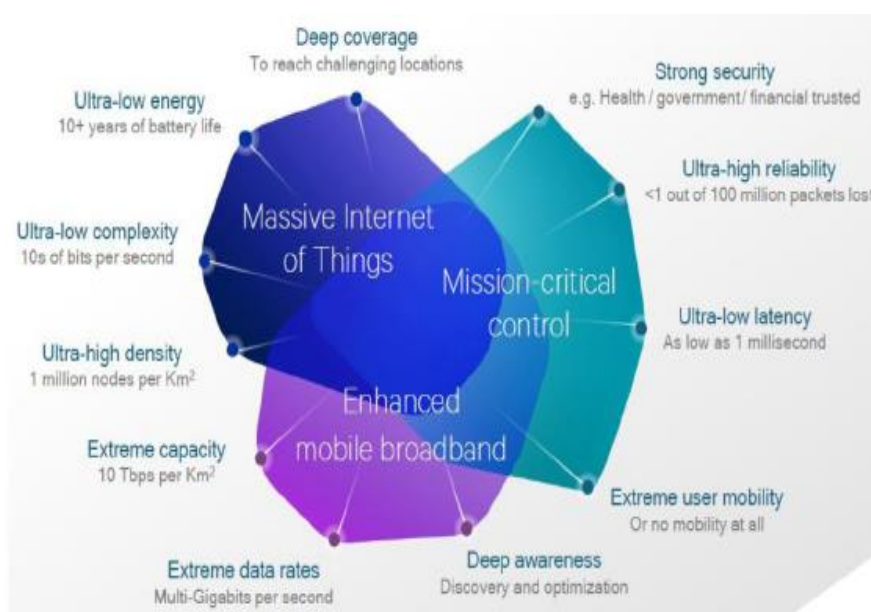 Deep coverage
To reach challenging locations
Strong security
e.g. Health / government / financial trusted
Ultra-low energy
10+ years of battery life
Ultra-high reliability
<1 out of 100 million packets lost
Ultra-low complexity
10s of bits per second
Massive Internet
of Things
Mission-critical
control
Ultra-low latency
As low as 1 millisecond
Ultra-high density
1 million nodes per Km²
Enhanced
mobile broadband
Extreme capacity
10 Tbps per Km²
Extreme user mobility
Or no mobility at all
Deep awareness
Discovery and optimization
Extreme data rates
Multi-Gigabits per second